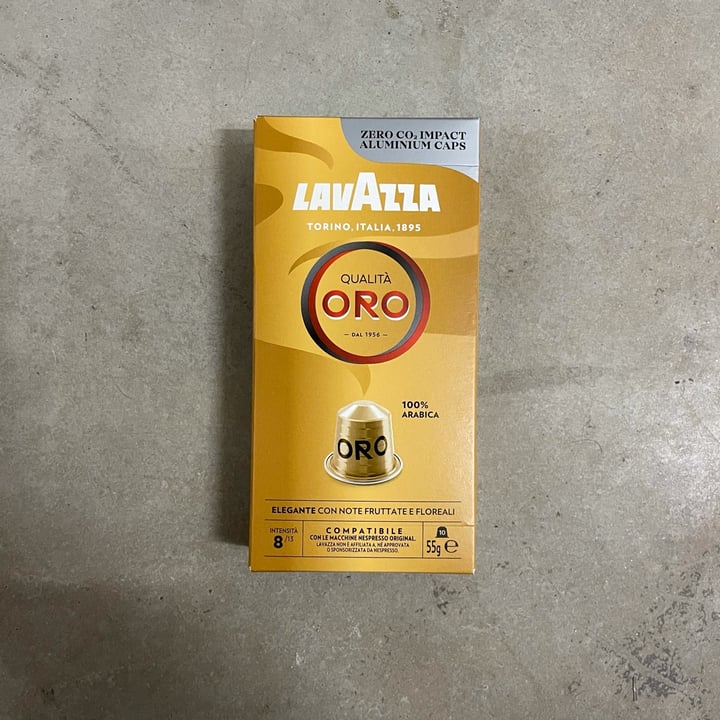 ZERO CO₂ IMPACT
ALUMINIUM CAPS
LAVAZZA
TORINO, ITALIA, 1895
QUALITÀ
ORO
— DAL 1956 —
100%
ARABICA
ORO
ELEGANTE CON NOTE FRUTTATE E FLOREALI
INTENSITÀ
8/13
COMPATIBILE
CON LE MACCHINE NESPRESSO ORIGINAL.
LAVAZZA NON È AFFILIATA A, NÉ APPROVATA
O SPONSORIZZATA DA NESPRESSO.
10
55g ℮